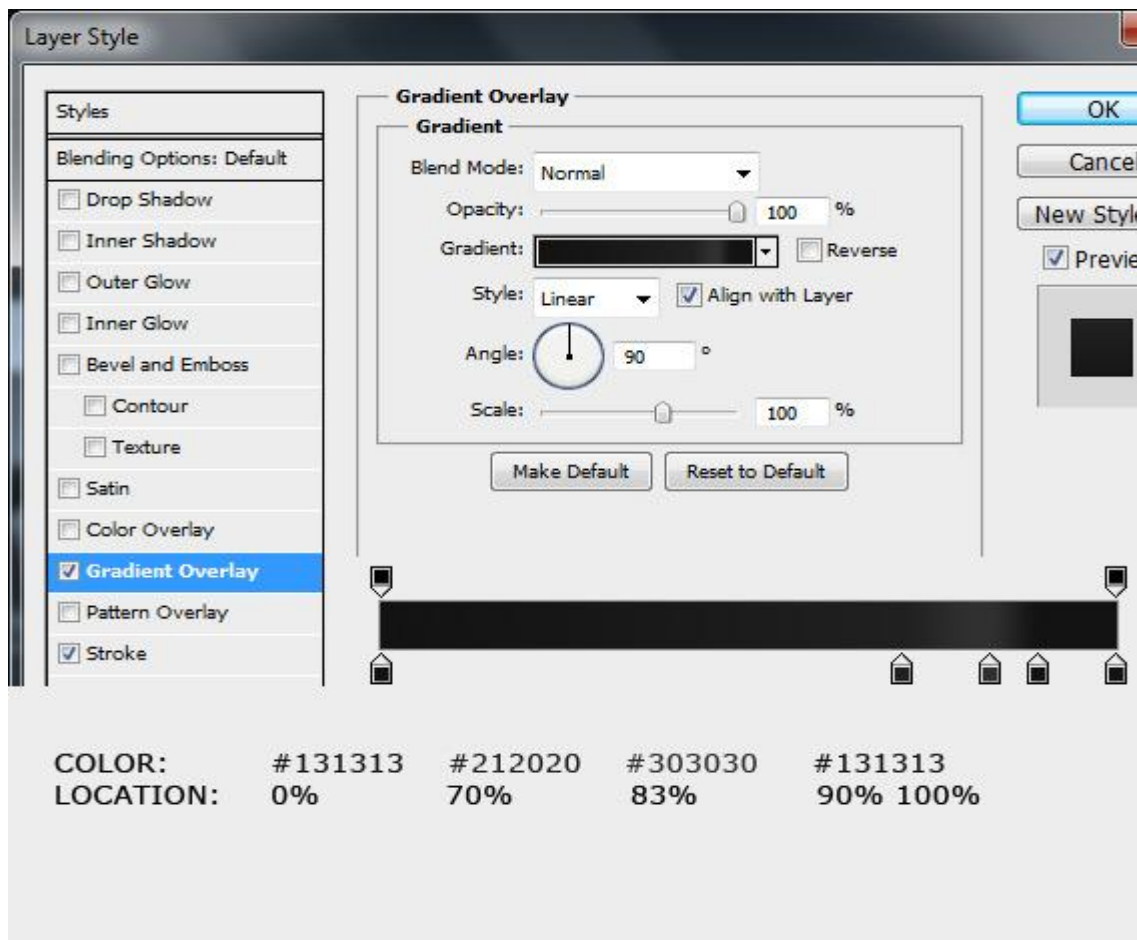 Layer Style
Styles
Blending Options: Default
Drop Shadow
Inner Shadow
Outer Glow
Inner Glow
Bevel and Emboss
Contour
Texture
Satin
Color Overlay
Gradient Overlay
Pattern Overlay
Stroke
Gradient Overlay
Gradient
Blend Mode: Normal
Opacity: 100 %
Gradient: Reverse
Style: Linear Align with Layer
Angle: 90 °
Scale: 100 %
Make Default Reset to Default
OK
Cancel
New Style
Previe
COLOR: #131313 #212020 #303030 #131313
LOCATION: 0% 70% 83% 90% 100%